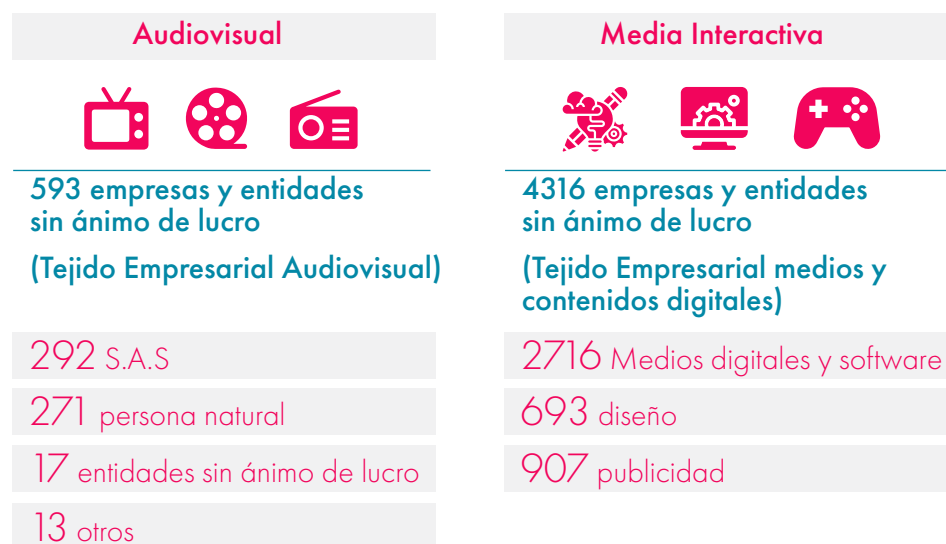 Audiovisual
593 empresas y entidades
sin ánimo de lucro
(Tejido Empresarial Audiovisual)
292 S.A.S
271 persona natural
17 entidades sin ánimo de lucro
13 otros
Media Interactiva
4316 empresas y entidades
sin ánimo de lucro
(Tejido Empresarial medios y
contenidos digitales)
2716 Medios digitales y software
693 diseño
907 publicidad